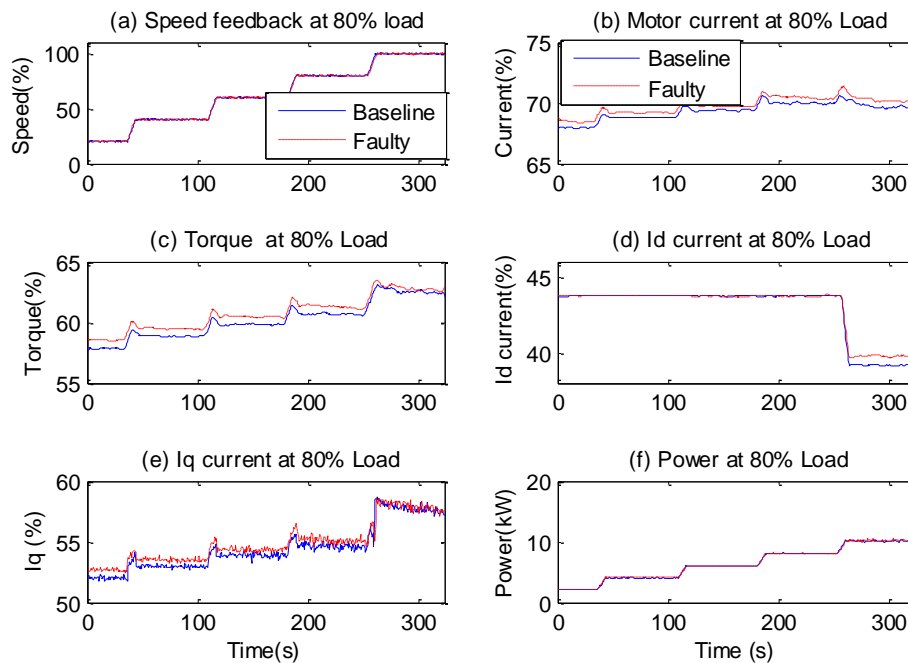 (a) Speed feedback at 80% load
100
50
0
Speed(%)
Baseline
Faulty
0 100 200 300
(b) Motor current at 80% Load
75
70
65
Current(%)
Baseline
Faulty
0 100 200 300
(c) Torque at 80% Load
65
60
55
Torque(%)
0 100 200 300
(d) Id current at 80% Load
45
40
Id current(%)
0 100 200 300
(e) Iq current at 80% Load
60
55
50
Iq (%)
0 100 200 300
Time(s)
(f) Power at 80% Load
20
10
0
Power(kW)
0 100 200 300
Time (s)